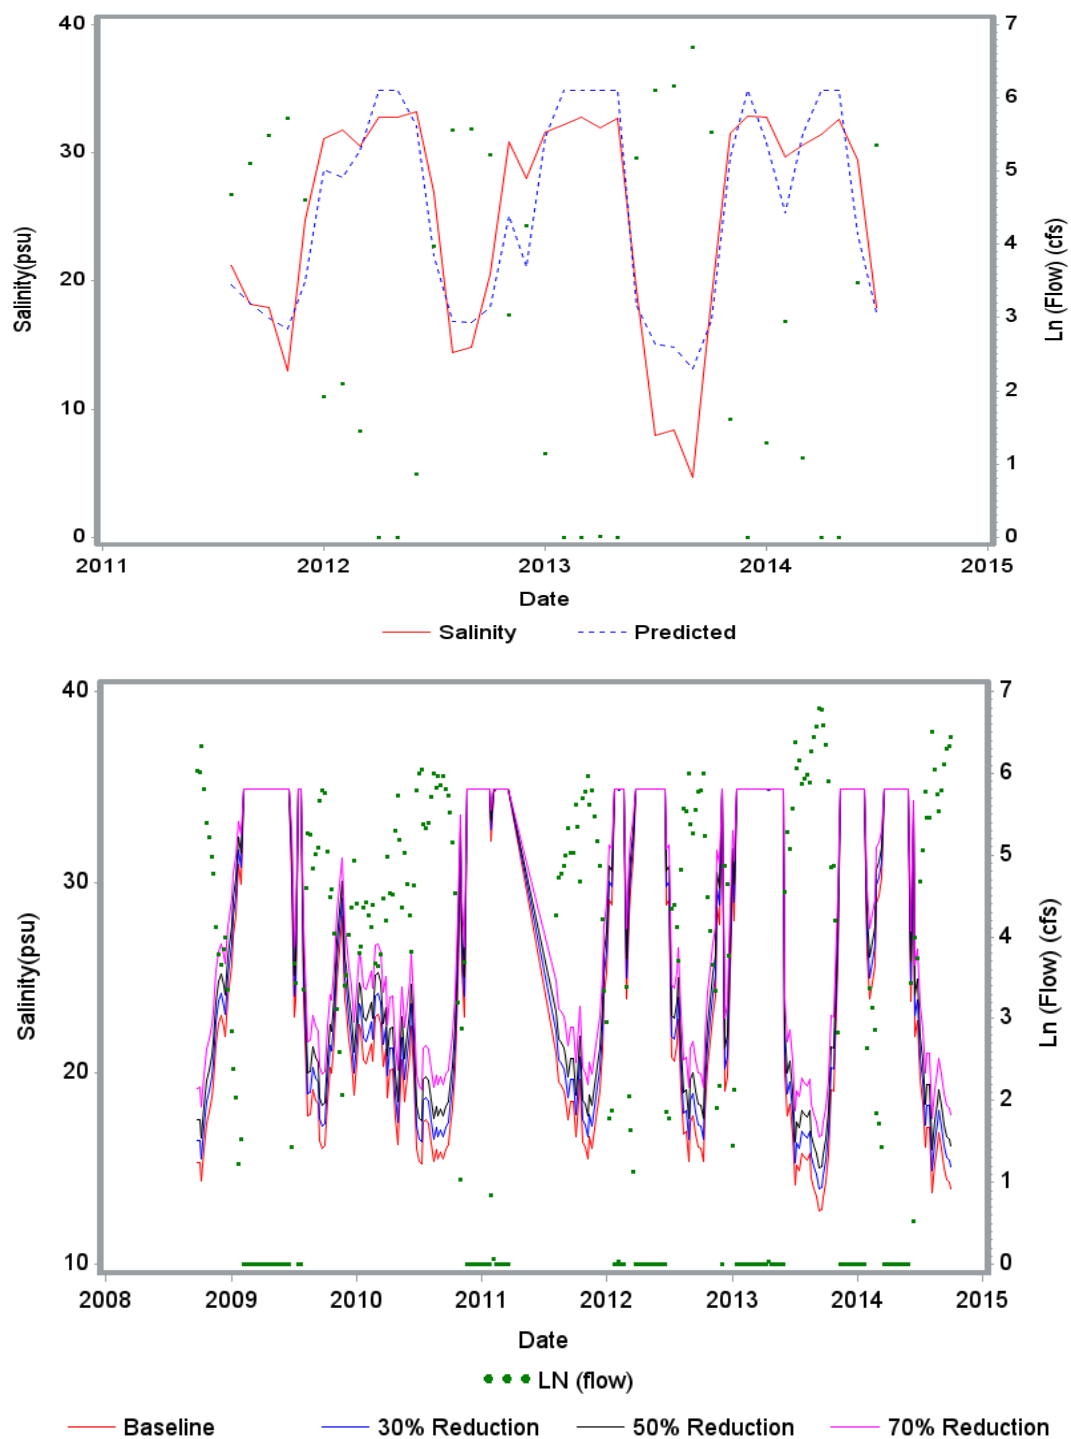 40
30
20
10
0
Salinity(psu)
7
6
5
4
3
2
1
0
Ln (Flow) (cfs)
2011 2012 2013 2014 2015
Date
Salinity Predicted
40
30
20
10
Salinity(psu)
7
6
5
4
3
2
1
0
Ln (Flow) (cfs)
2008 2009 2010 2011 2012 2013 2014 2015
Date
LN (flow)
Baseline 30% Reduction 50% Reduction 70% Reduction